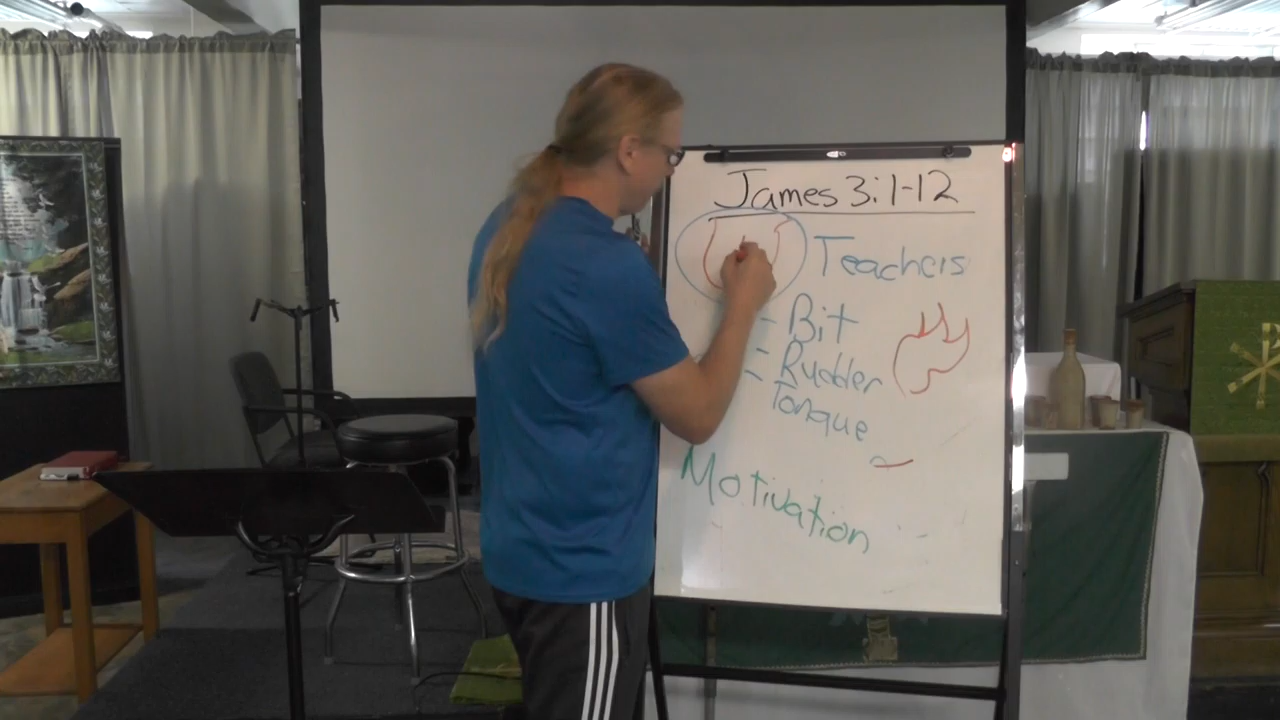 James 3:1-12
Teachers
- Bit
- Rudder
- Tongue
Motivation